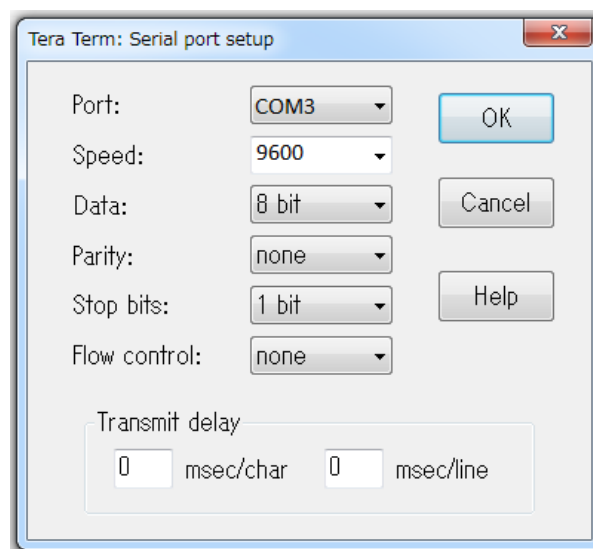 Tera Term: Serial port setup
Port: COM3
OK
Speed: 9600
Data: 8 bit
Cancel
Parity: none
Stop bits: 1 bit
Help
Flow control: none
Transmit delay
0 msec/char 0 msec/line